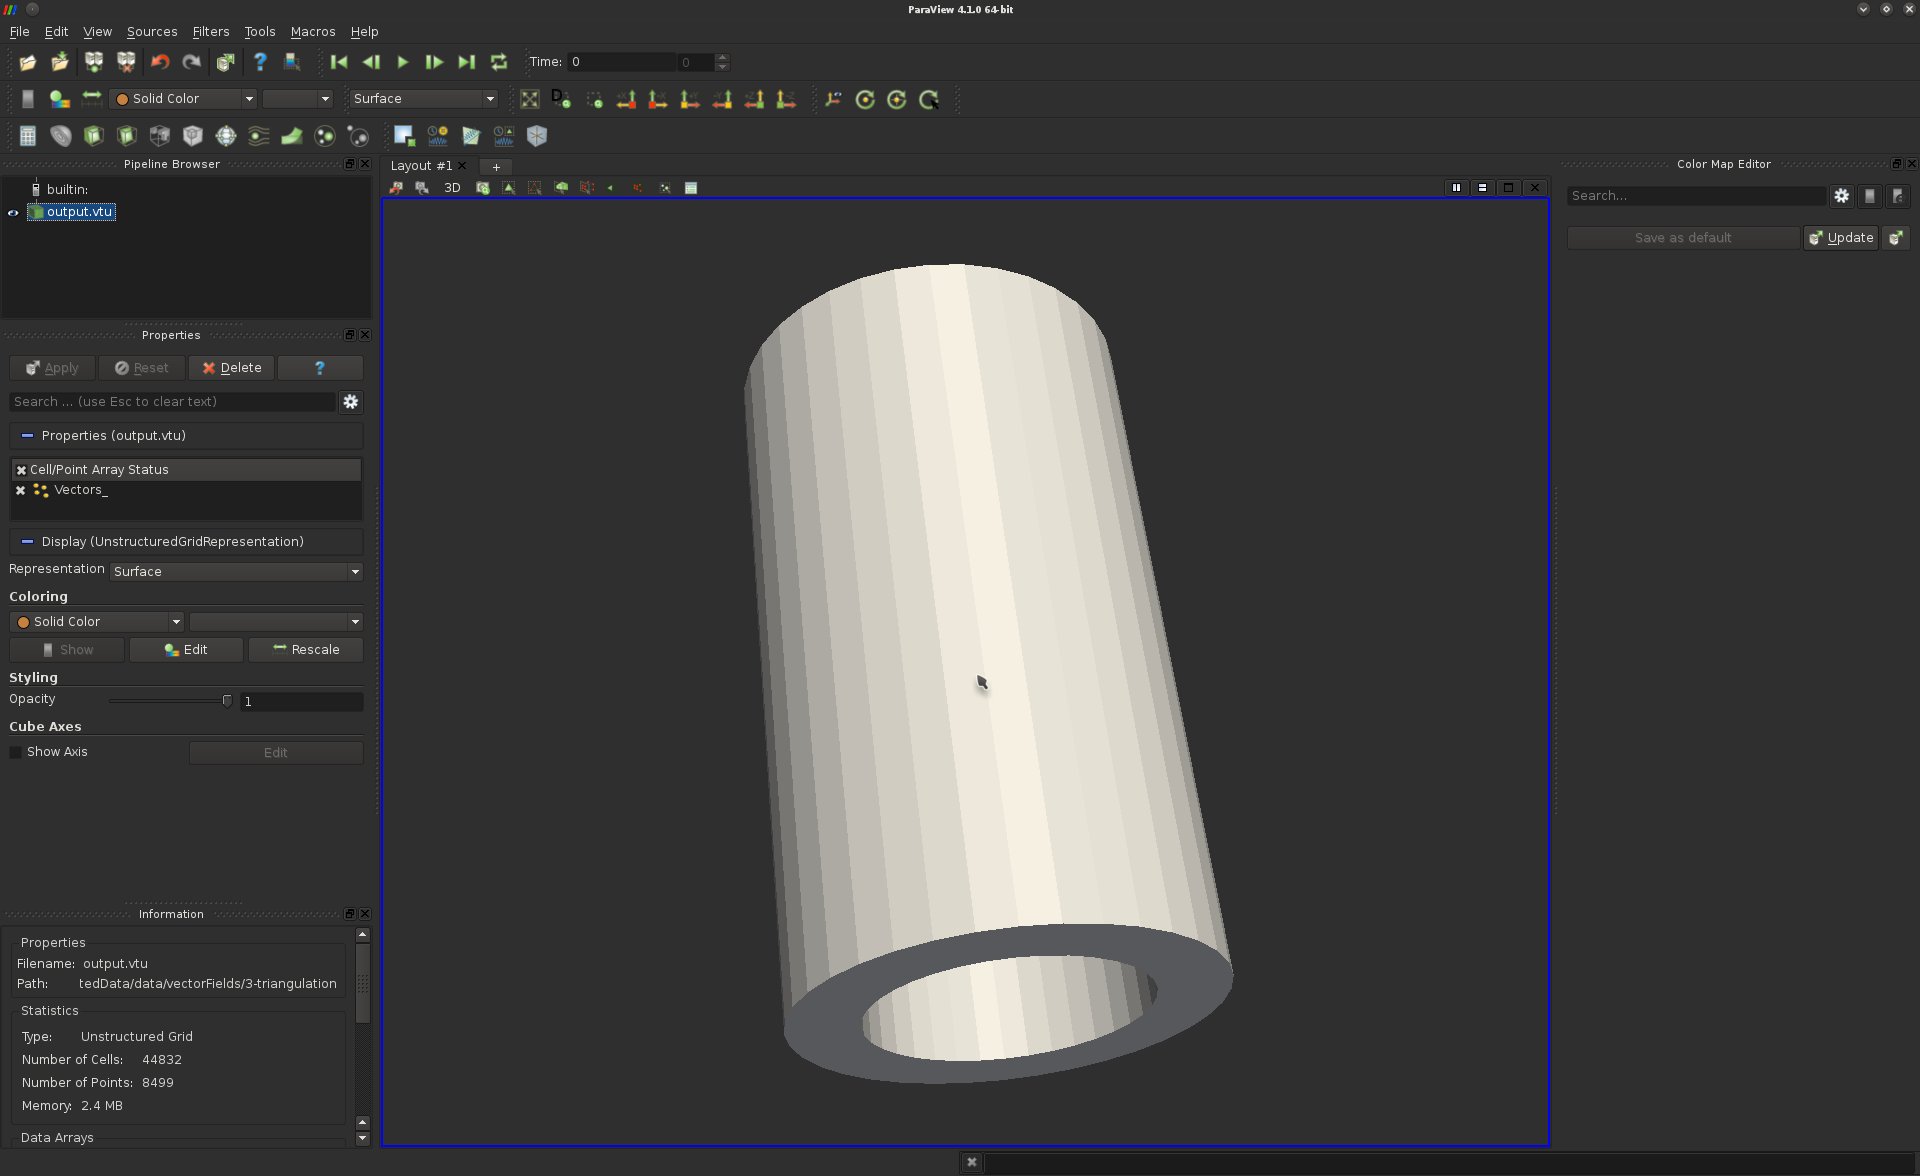 ParaView 4.1.0 64-bit
File Edit View Sources Filters Tools Macros Help
Time: 0 0
Solid Color Surface
Pipeline Browser
builtin:
output.vtu
Properties
Apply Reset Delete ?
Search ... (use Esc to clear text)
Properties (output.vtu)
Cell/Point Array Status
Vectors_
Display (UnstructuredGridRepresentation)
Representation Surface
Coloring
Solid Color
Show Edit Rescale
Styling
Opacity 1
Cube Axes
Show Axis Edit
Information
Properties
Filename: output.vtu
Path: tedData/data/vectorFields/3-triangulation
Statistics
Type: Unstructured Grid
Number of Cells: 44832
Number of Points: 8499
Memory: 2.4 MB
Data Arrays
Layout #1 +
3D
Color Map Editor
Search...
Save as default Update